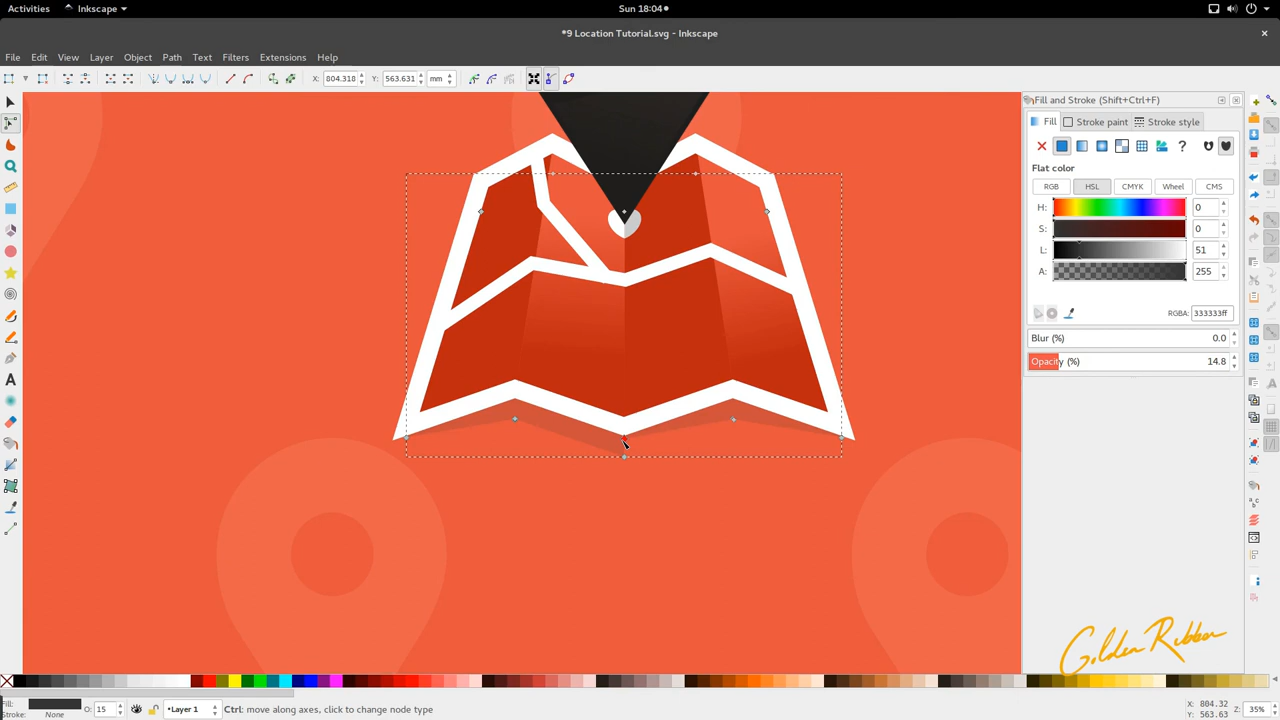 Activities Inkscape Sun 18:04
*9 Location Tutorial.svg - Inkscape
File Edit View Layer Object Path Text Filters Extensions Help
X: 804.318 Y: 563.631 mm
Fill and Stroke (Shift+Ctrl+F)
Fill Stroke paint Stroke style
Flat color
RGB HSL CMYK Wheel CMS
H: 0
S: 0
L: 51
A: 255
RGBA: 333333ff
Blur (%) 0.0
Opacity (%) 14.8
Golden Ribbon
Fill: O: 15 Layer 1 Ctrl: move along axes, click to change node type X: 804.32 Z: 35%
Stroke: None Y: 563.63